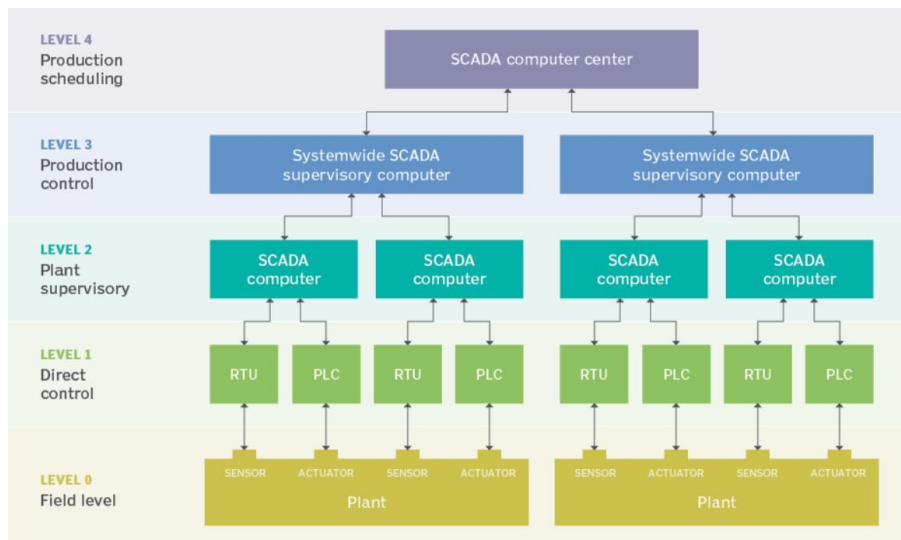 LEVEL 4
Production
scheduling
SCADA computer center
LEVEL 3
Production
control
Systemwide SCADA
supervisory computer
Systemwide SCADA
supervisory computer
LEVEL 2
Plant
supervisory
SCADA
computer
SCADA
computer
SCADA
computer
SCADA
computer
LEVEL 1
Direct
control
RTU
PLC
RTU
PLC
RTU
PLC
RTU
PLC
LEVEL 0
Field level
SENSOR
ACTUATOR
SENSOR
ACTUATOR
Plant
SENSOR
ACTUATOR
SENSOR
ACTUATOR
Plant